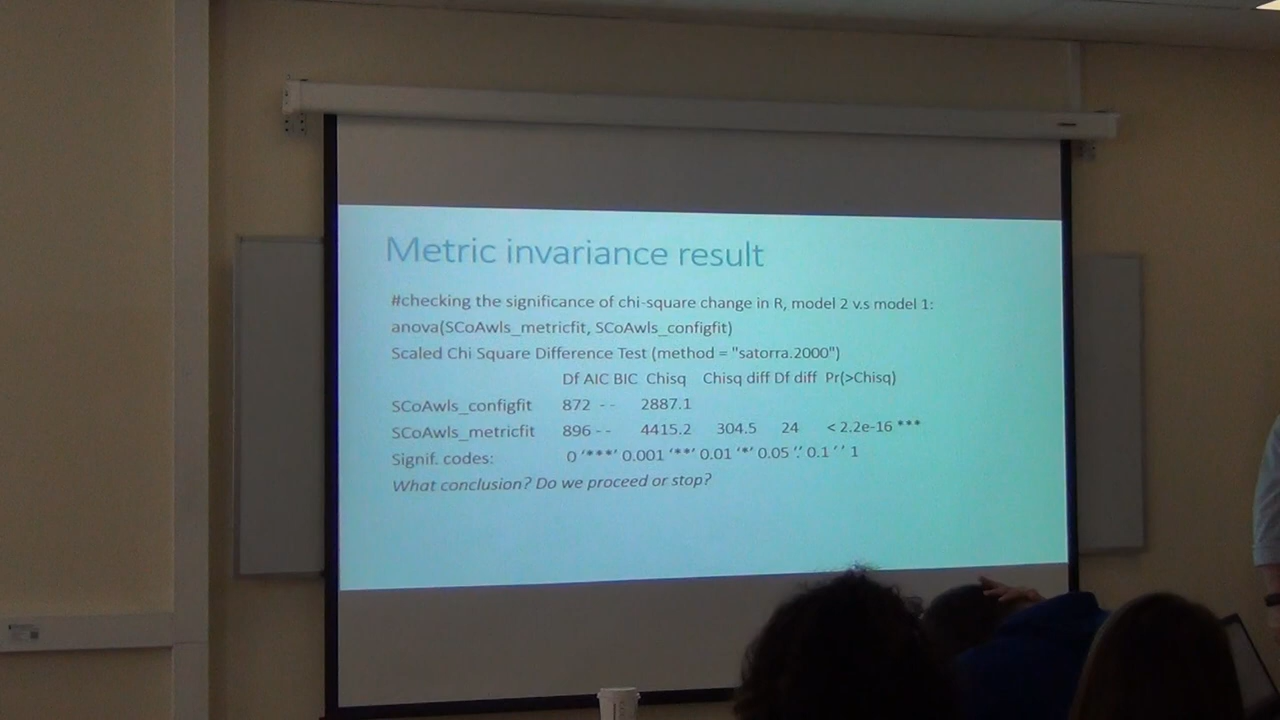 Metric invariance result
#checking the significance of chi-square change in R, model 2 v.s model 1:
anova(SCoAwls_metricfit, SCoAwls_configfit)
Scaled Chi Square Difference Test (method = "satorra.2000")
Df AIC BIC Chisq Chisq diff Df diff Pr(>Chisq)
SCoAwls_configfit 872 - - 2887.1
SCoAwls_metricfit 896 - - 4415.2 304.5 24 < 2.2e-16 ***
Signif. codes: 0 '***' 0.001 '**' 0.01 '*' 0.05 '.' 0.1 ' ' 1
What conclusion? Do we proceed or stop?